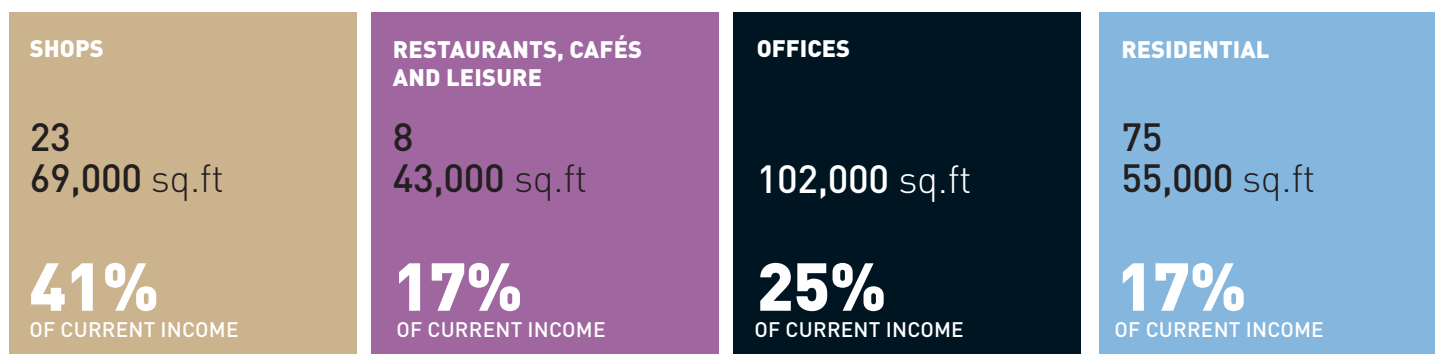 SHOPS
23
69,000 sq.ft
41%
OF CURRENT INCOME
RESTAURANTS, CAFÉS
AND LEISURE
8
43,000 sq.ft
17%
OF CURRENT INCOME
OFFICES
102,000 sq.ft
25%
OF CURRENT INCOME
RESIDENTIAL
75
55,000 sq.ft
17%
OF CURRENT INCOME